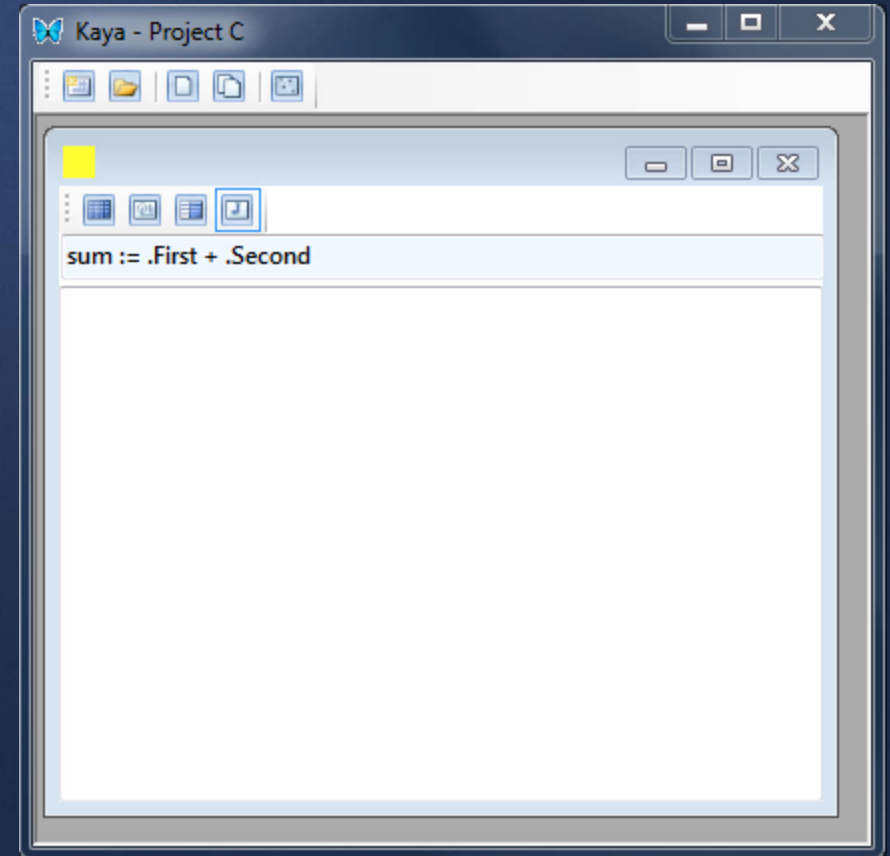 Kaya - Project C
sum := .First + .Second